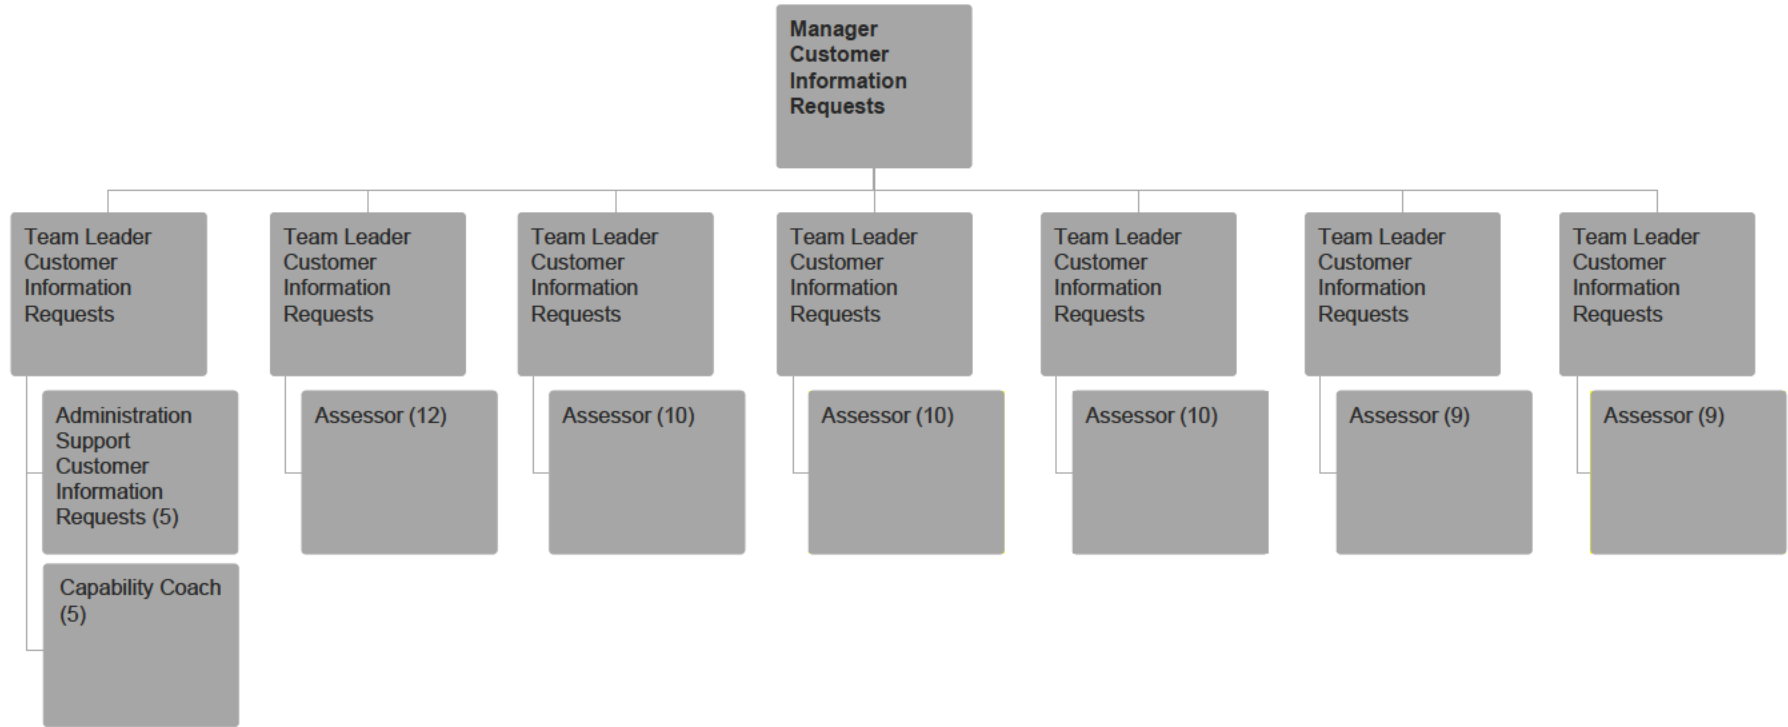 Manager
Customer
Information
Requests
Team Leader
Customer
Information
Requests
Team Leader
Customer
Information
Requests
Team Leader
Customer
Information
Requests
Team Leader
Customer
Information
Requests
Team Leader
Customer
Information
Requests
Team Leader
Customer
Information
Requests
Team Leader
Customer
Information
Requests
Administration
Support
Customer
Information
Requests (5)
Assessor (12)
Assessor (10)
Assessor (10)
Assessor (10)
Assessor (9)
Assessor (9)
Capability Coach
(5)